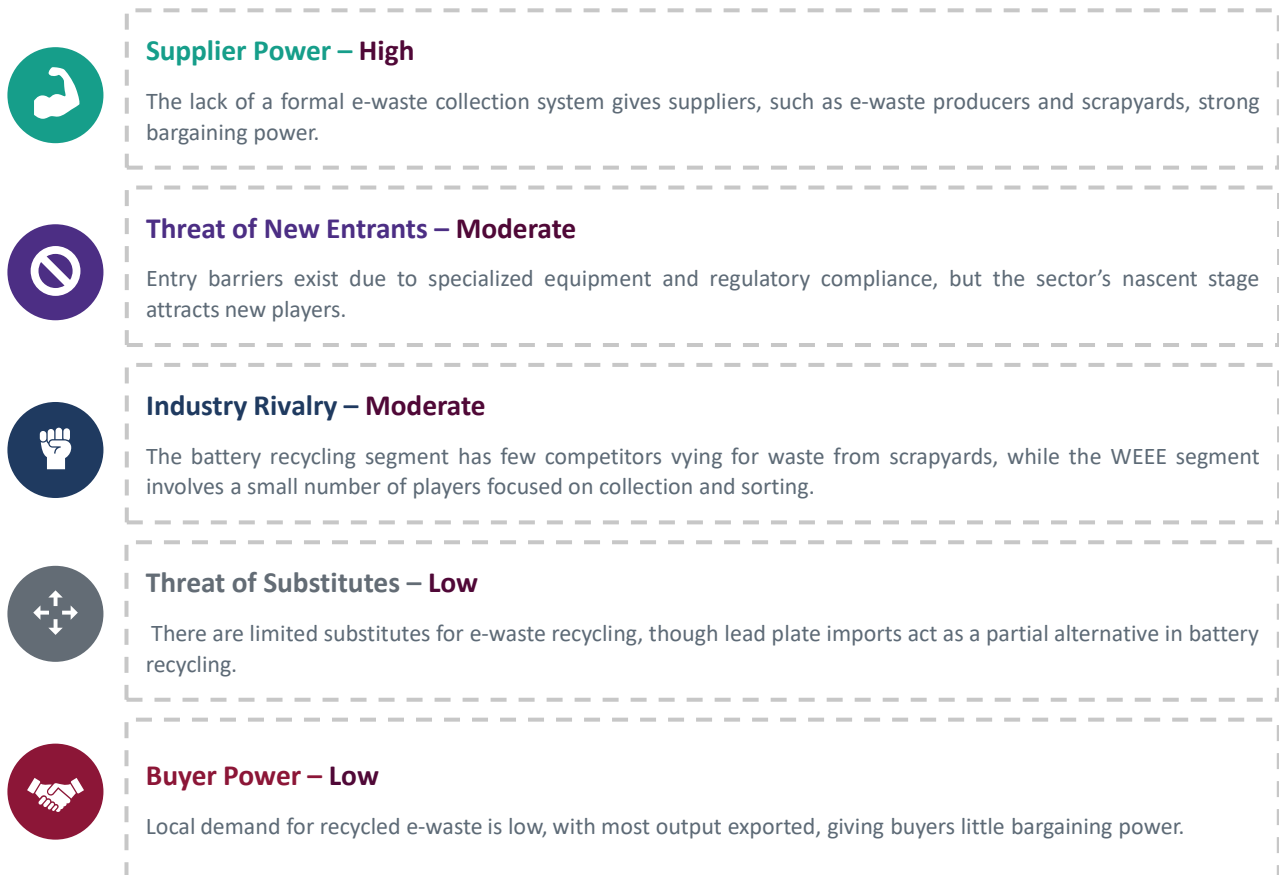 Supplier Power – High
The lack of a formal e-waste collection system gives suppliers, such as e-waste producers and scrapyards, strong
bargaining power.
Threat of New Entrants – Moderate
Entry barriers exist due to specialized equipment and regulatory compliance, but the sector’s nascent stage
attracts new players.
Industry Rivalry – Moderate
The battery recycling segment has few competitors vying for waste from scrapyards, while the WEEE segment
involves a small number of players focused on collection and sorting.
Threat of Substitutes – Low
There are limited substitutes for e-waste recycling, though lead plate imports act as a partial alternative in battery
recycling.
Buyer Power – Low
Local demand for recycled e-waste is low, with most output exported, giving buyers little bargaining power.